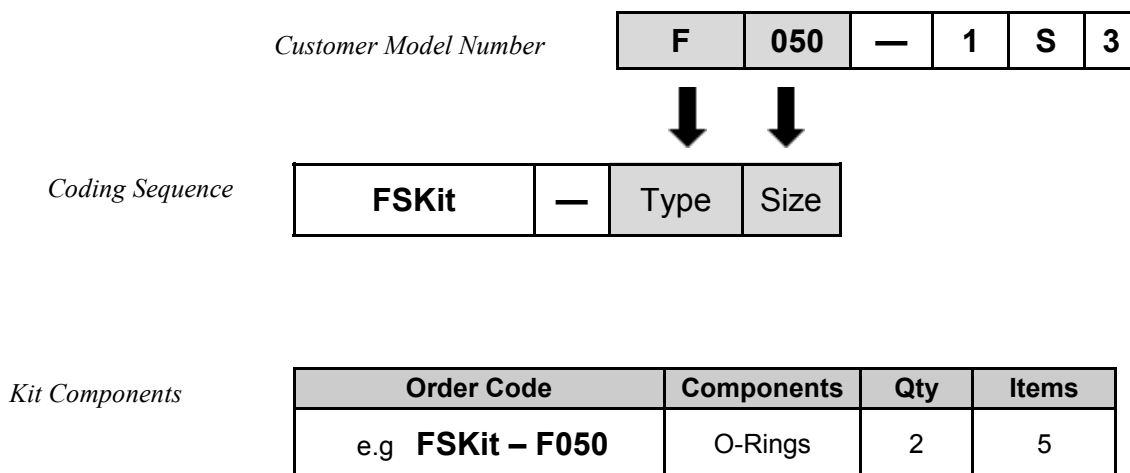 Customer Model Number F 050 — 1 S 3
Coding Sequence FSKit — Type Size
Kit Components Order Code Components Qty Items
e.g FSKit – F050 O-Rings 2 5